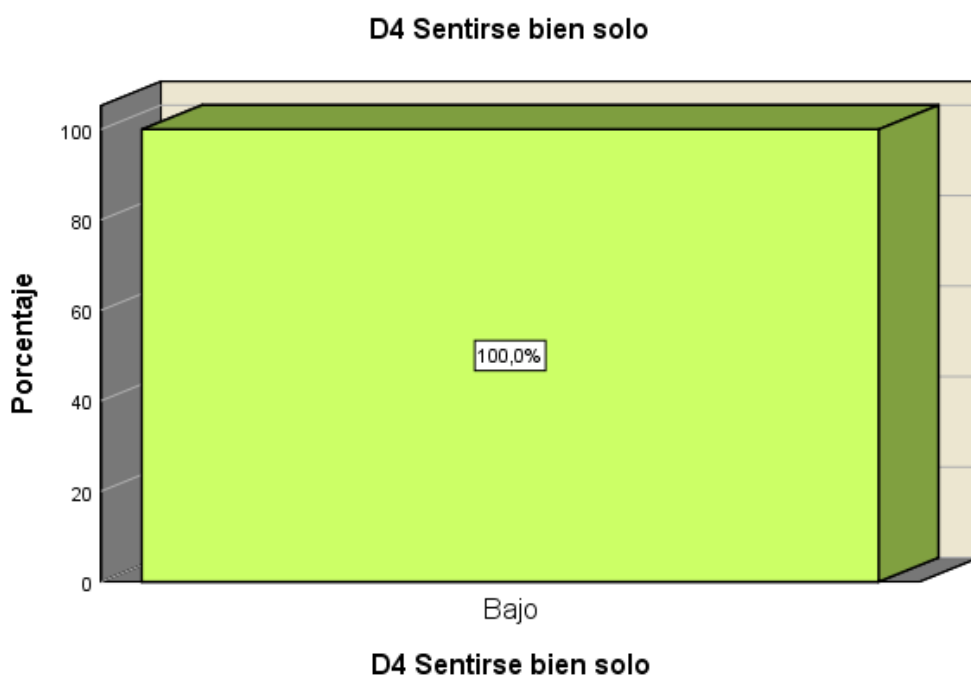 D4 Sentirse bien solo
Porcentaje
100
80
60
40
20
0
100,0%
Bajo
D4 Sentirse bien solo